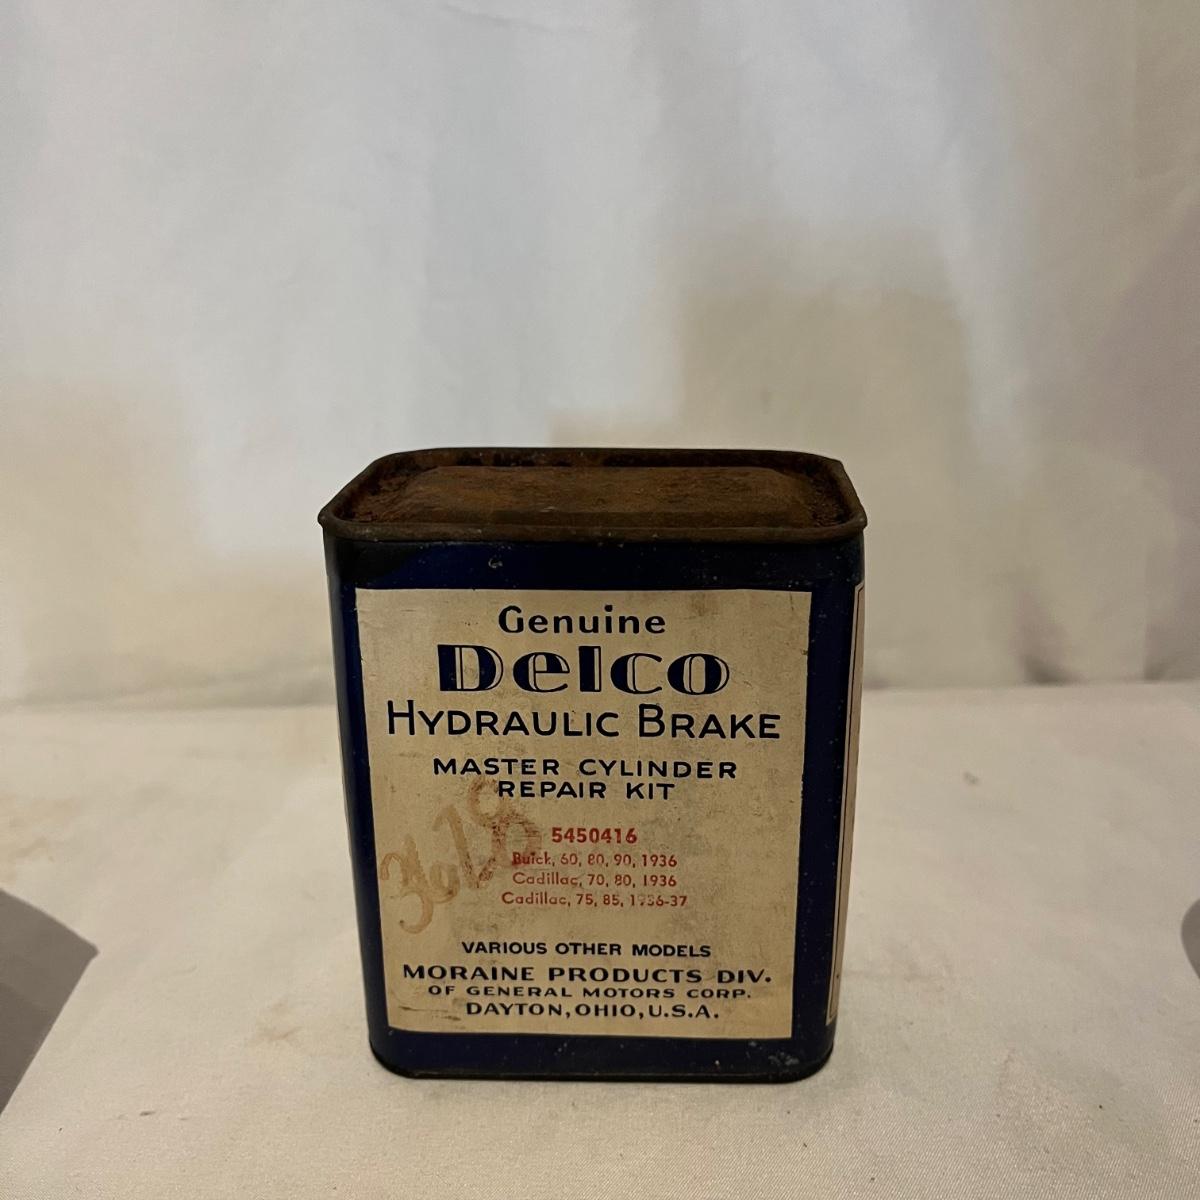 Genuine
Delco
HYDRAULIC BRAKE
MASTER CYLINDER
REPAIR KIT
5450416
Buick, 60, 80, 90, 1936
Cadillac, 70, 80, 1936
Cadillac, 75, 85, 1936-37
VARIOUS OTHER MODELS
MORAINE PRODUCTS DIV.
OF GENERAL MOTORS CORP.
DAYTON, OHIO, U.S.A.